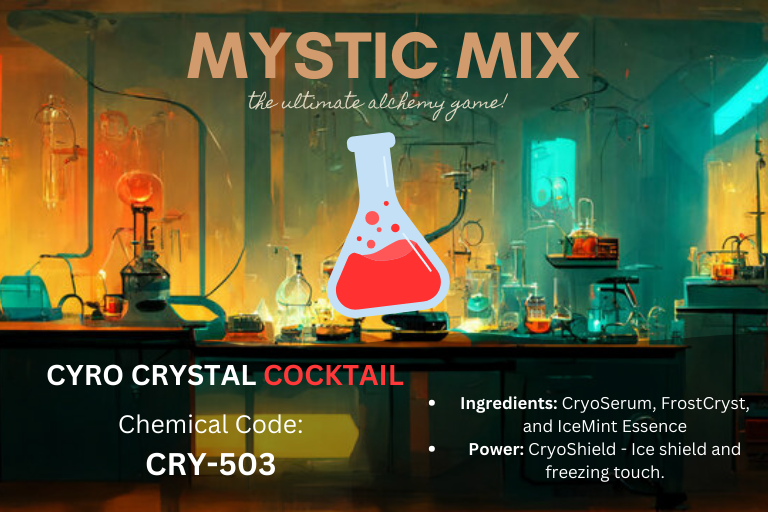 MYSTIC MIX
the ultimate alchemy game!
CYRO CRYSTAL COCKTAIL
Chemical Code:
CRY-503
• Ingredients: CryoSerum, FrostCryst,
and IceMint Essence
• Power: CryoShield - Ice shield and
freezing touch.